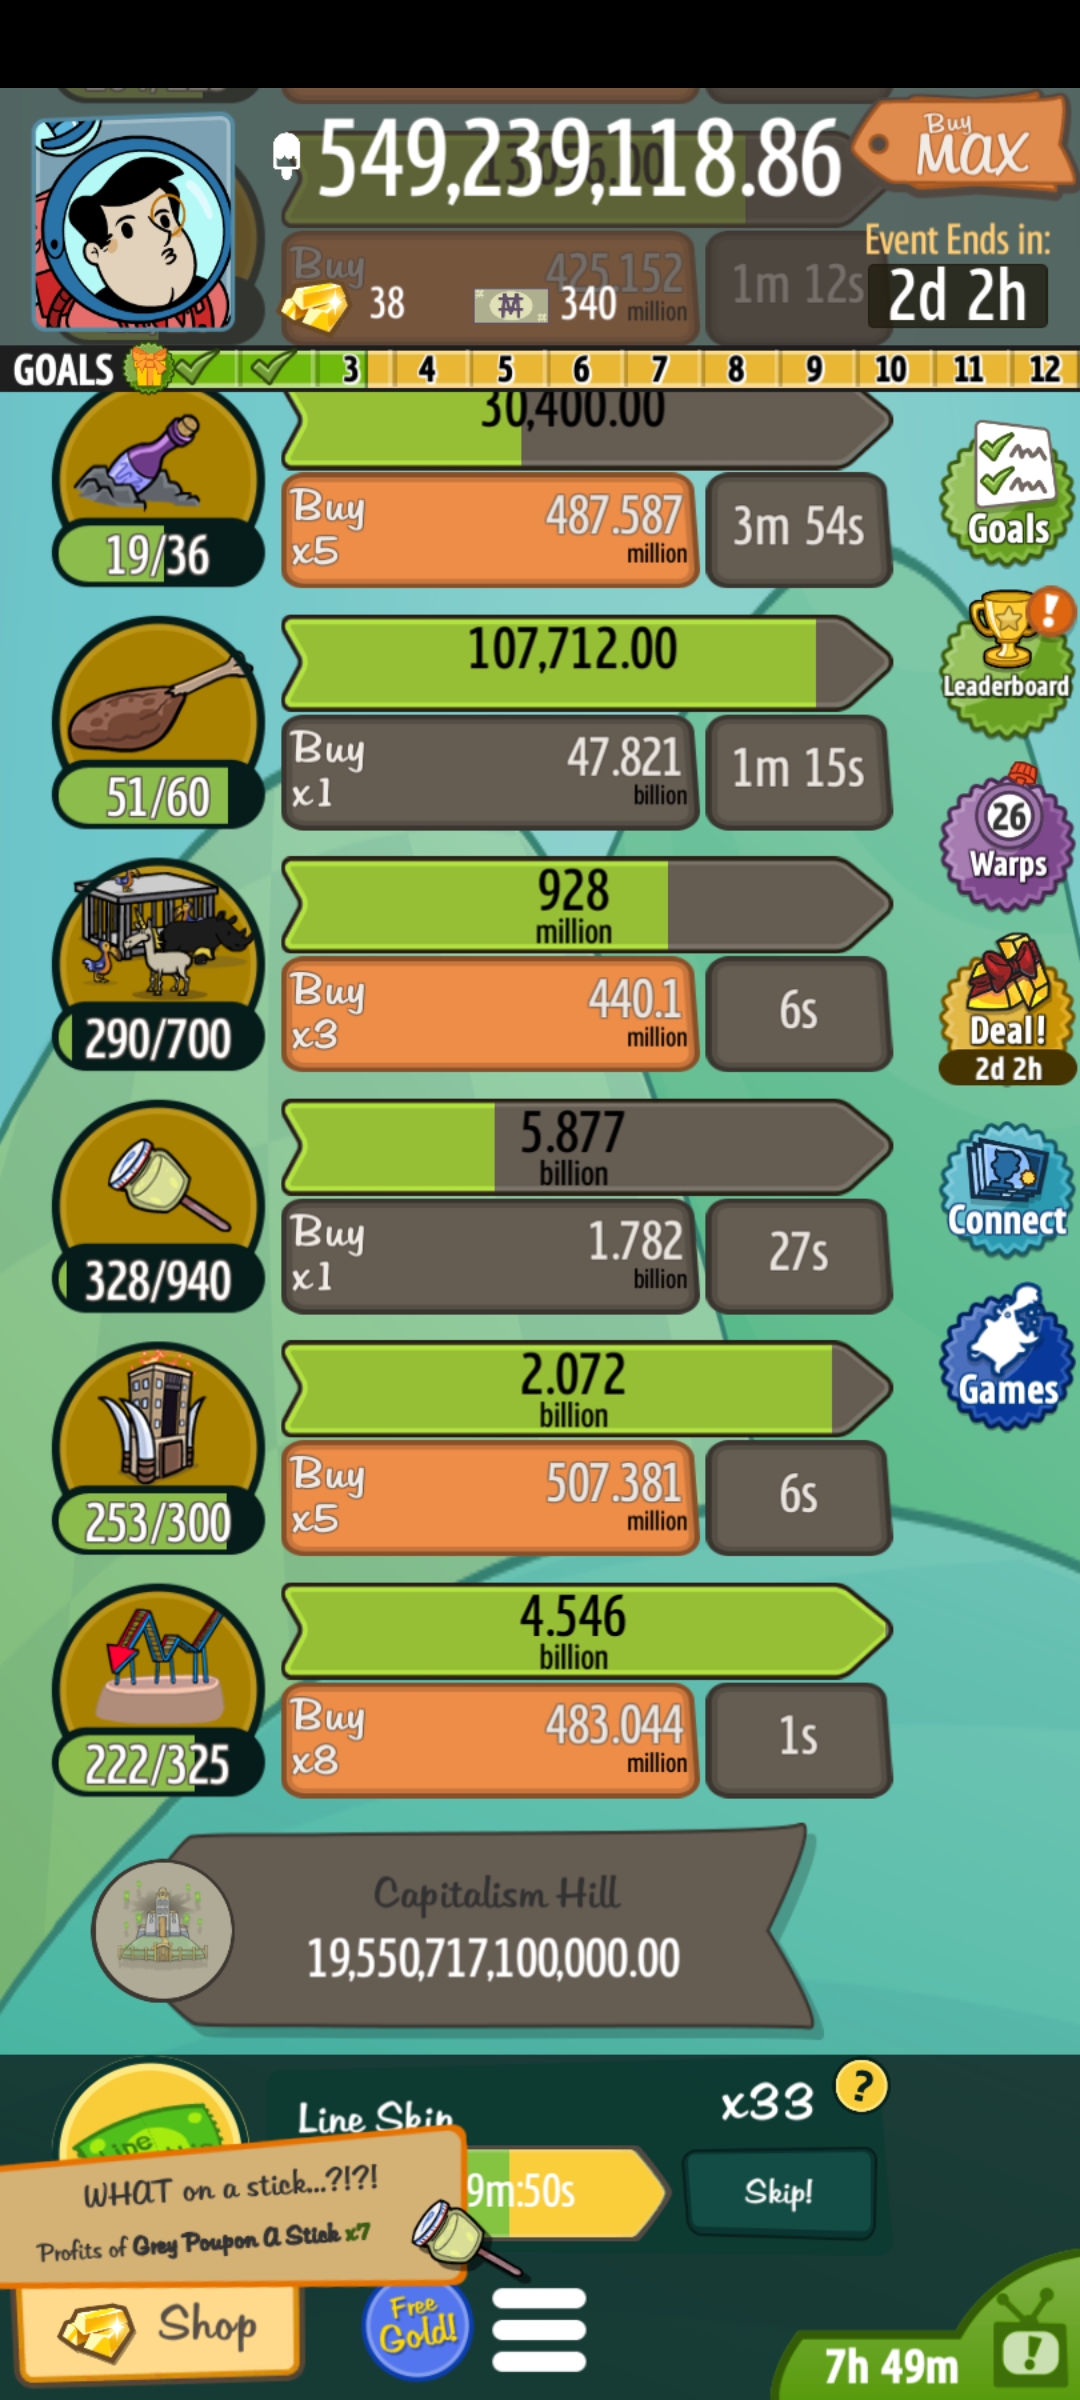 549,239,118.86
Buy
MAX
13,096.00
Event Ends in:
2d 2h
Buy
425.152
million
1m 12s
38
340
GOALS 3 4 5 6 7 8 9 10 11 12
30,400.00
19/36
Buy
x5
487.587
million
3m 54s
Goals
107,712.00
51/60
Buy
x1
47.821
billion
1m 15s
!
Leaderboard
928
million
290/700
Buy
x3
440.1
million
6s
26
Warps
Deal!
2d 2h
5.877
billion
328/940
Buy
x1
1.782
billion
27s
Connect
2.072
billion
253/300
Buy
x5
507.381
million
6s
Games
4.546
billion
222/325
Buy
x8
483.044
million
1s
Capitalism Hill
19,550,717,100,000.00
Line Skip
x33
?
9m:50s
Skip!
WHAT on a stick...?!?!
Profits of Grey Poupon A Stick x7
Shop
Free
Gold!
7h 49m
!